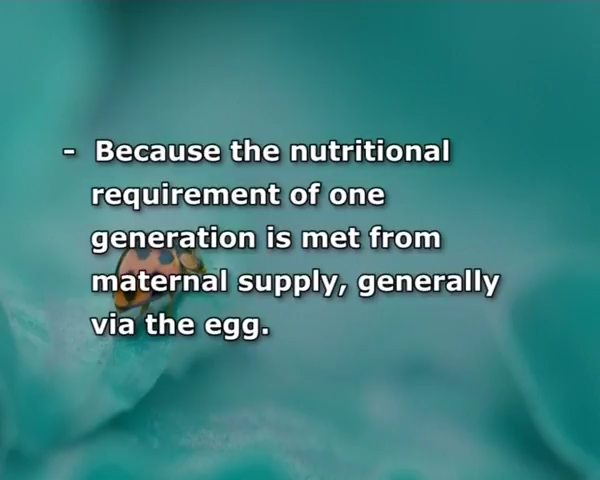 - Because the nutritional
requirement of one
generation is met from
maternal supply, generally
via the egg.